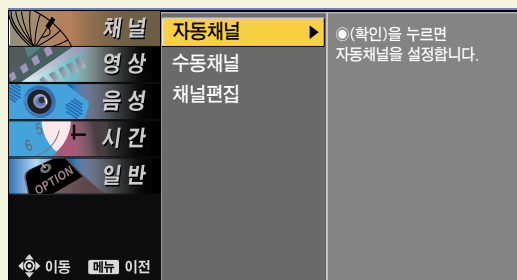 채 널
영 상
음 성
시 간
5
6
일 반
OPTION
이동 메뉴 이전
자동채널 ▶
수동채널
채널편집
◉(확인)을 누르면
자동채널을 설정합니다.